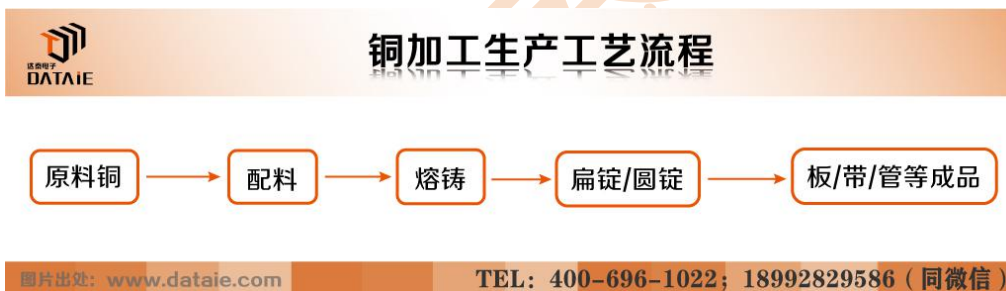 达泰电子
DATAIE
铜加工生产工艺流程
原料铜
配料
熔铸
扁锭/圆锭
板/带/管等成品
图片出处: www.dataie.com
TEL: 400-696-1022; 18992829586 (同微信)